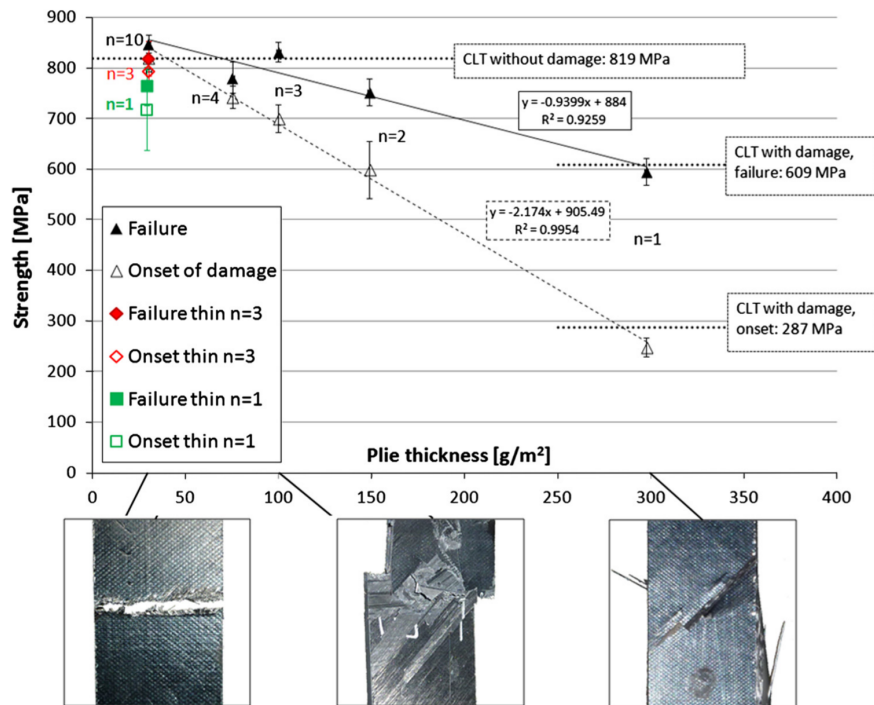 900
800
700
600
500
400
300
200
100
0
Strength [MPa]
n=10
n=3
n=1
n=4
n=3
n=2
n=1
CLT without damage: 819 MPa
y = -0.9399x + 884
R² = 0.9259
CLT with damage,
failure: 609 MPa
y = -2.174x + 905.49
R² = 0.9954
CLT with damage,
onset: 287 MPa
Failure
Onset of damage
Failure thin n=3
Onset thin n=3
Failure thin n=1
Onset thin n=1
Plie thickness [g/m²]
0 50 100 150 200 250 300 350 400